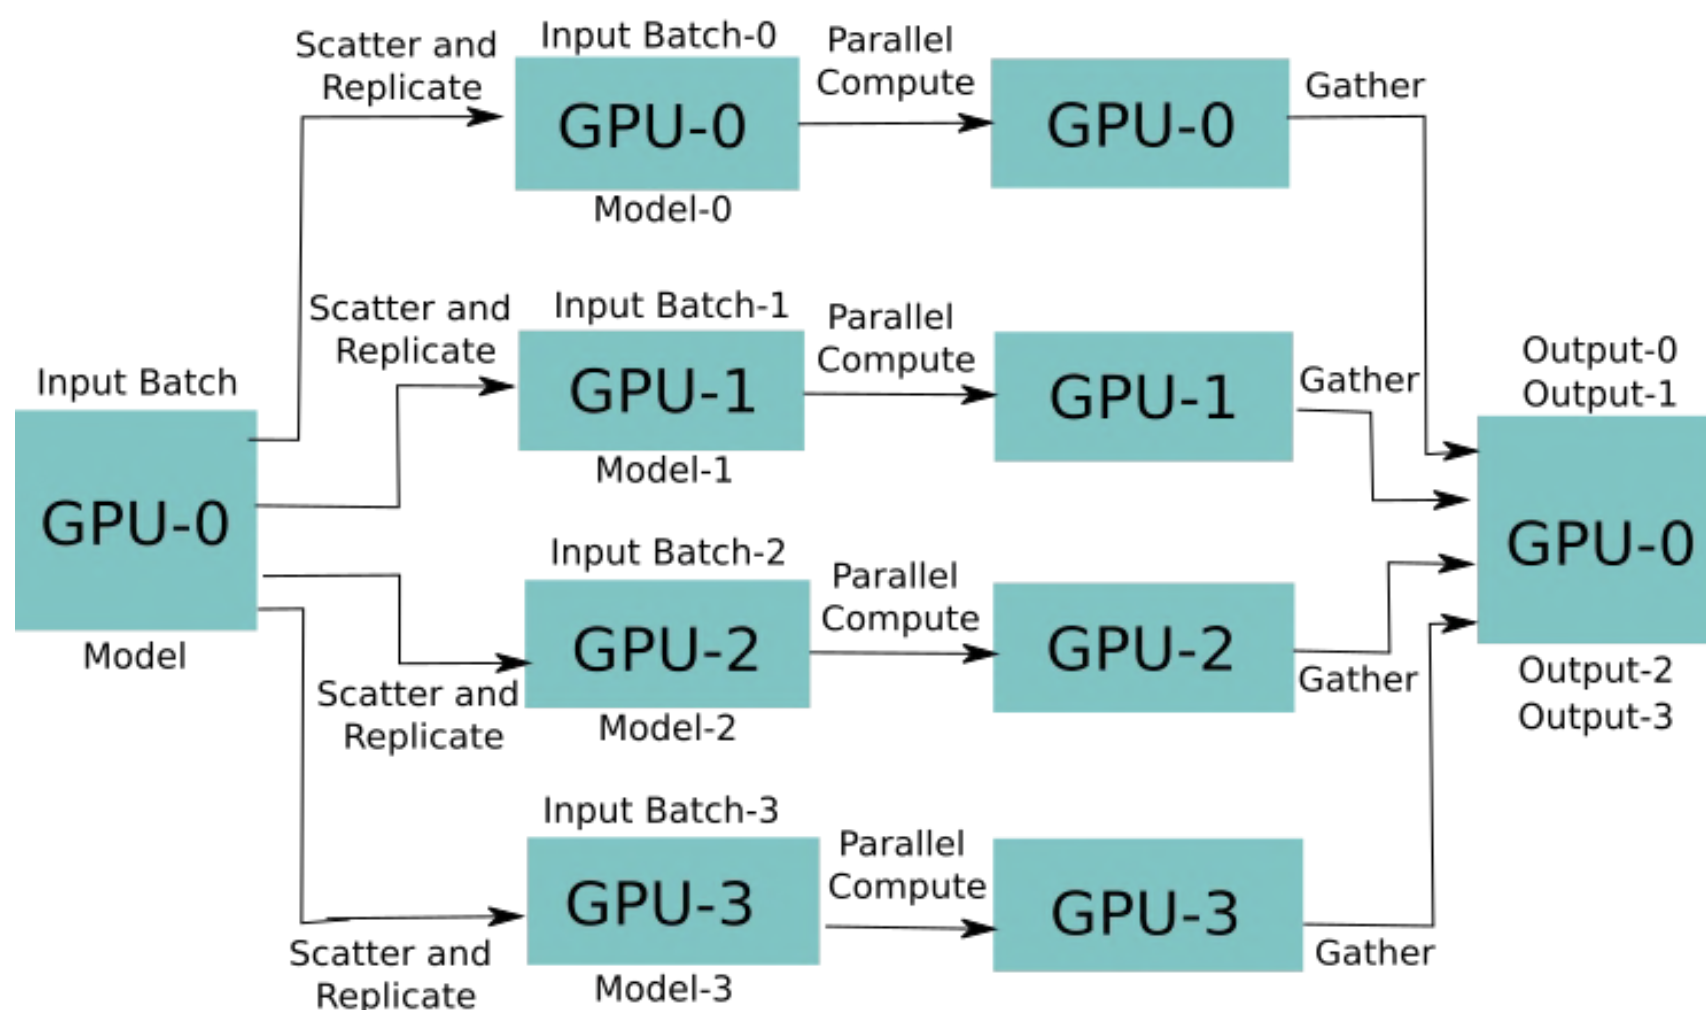 Input Batch
GPU-0
Model
Scatter and
Replicate
Input Batch-0
GPU-0
Model-0
Parallel
Compute
GPU-0
Gather
Scatter and
Replicate
Input Batch-1
GPU-1
Model-1
Parallel
Compute
GPU-1
Gather
Scatter and
Replicate
Input Batch-2
GPU-2
Model-2
Parallel
Compute
GPU-2
Gather
Scatter and
Replicate
Input Batch-3
GPU-3
Model-3
Parallel
Compute
GPU-3
Gather
Output-0
Output-1
GPU-0
Output-2
Output-3